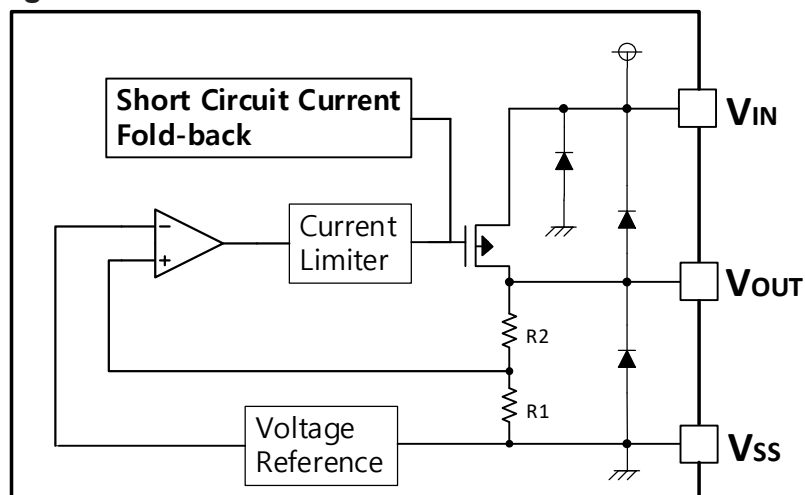 Short Circuit Current
Fold-back
VIN
−
+
Current
Limiter
VOUT
R2
R1
Voltage
Reference
VSS